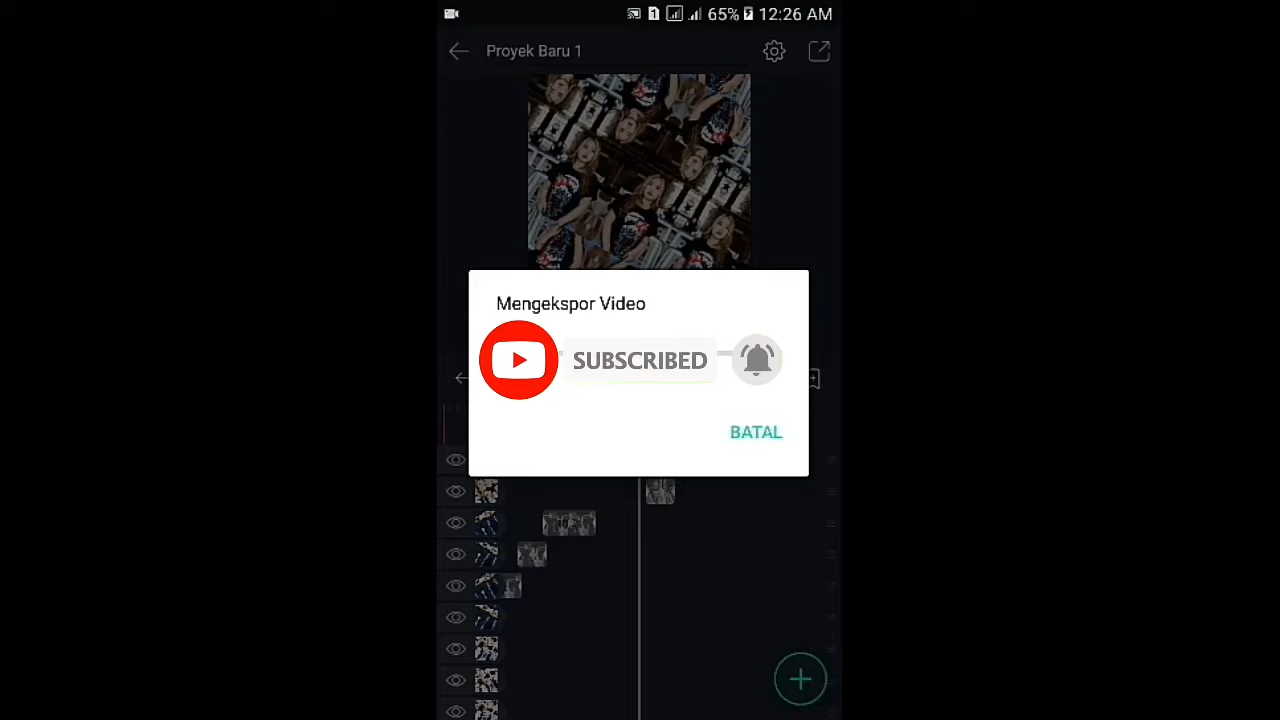 65% 12:26 AM
Proyek Baru 1
Mengekspor Video
SUBSCRIBED
BATAL